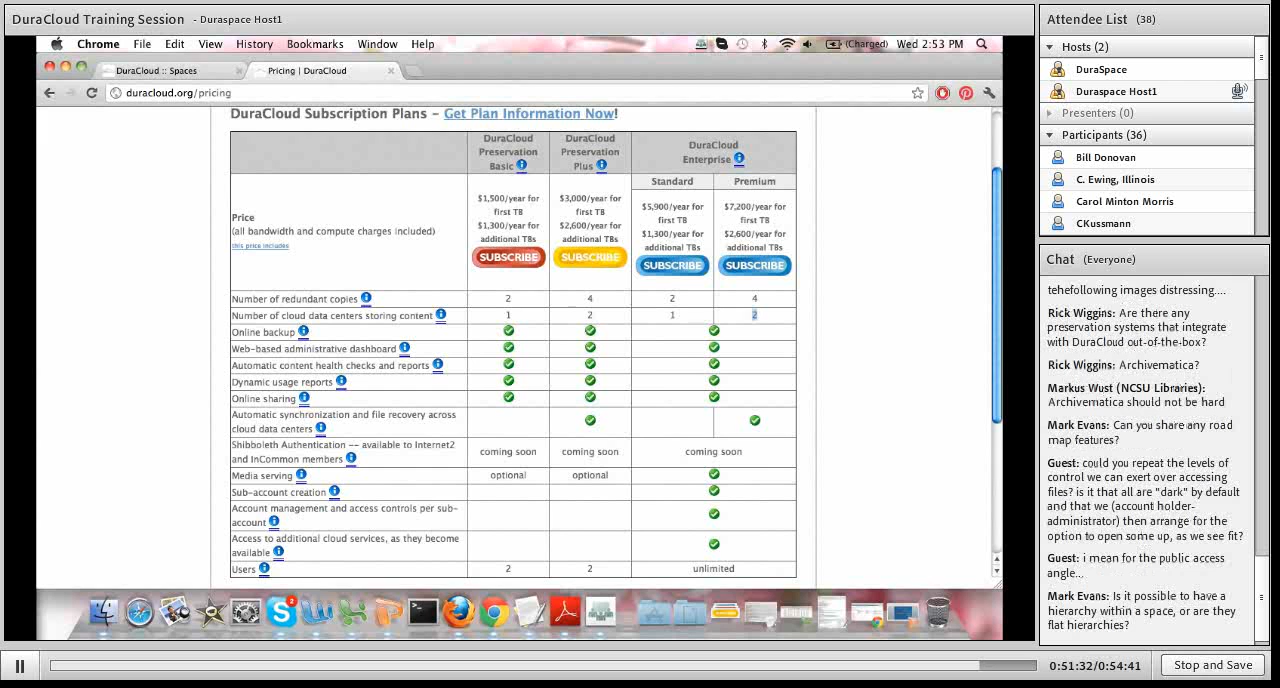 DuraCloud Training Session - Duraspace Host1
Chrome File Edit View History Bookmarks Window Help
(Charged) Wed 2:53 PM
DuraCloud :: Spaces
Pricing | DuraCloud
duracloud.org/pricing
DuraCloud Subscription Plans – Get Plan Information Now!
DuraCloud
Preservation
Basic
DuraCloud
Preservation
Plus
DuraCloud
Enterprise
Standard Premium
Price
(all bandwidth and compute charges included)
this price includes
$1,500/year for
first TB
$1,300/year for
additional TBs
SUBSCRIBE
$3,000/year for
first TB
$2,600/year for
additional TBs
SUBSCRIBE
$5,900/year for
first TB
$1,300/year for
additional TBs
SUBSCRIBE
$7,200/year for
first TB
$2,600/year for
additional TBs
SUBSCRIBE
Number of redundant copies 2 4 2 4
Number of cloud data centers storing content 1 2 1 2
Online backup
Web-based administrative dashboard
Automatic content health checks and reports
Dynamic usage reports
Online sharing
Automatic synchronization and file recovery across
cloud data centers
Shibboleth Authentication -- available to Internet2
and InCommon members
coming soon coming soon coming soon
Media serving optional optional
Sub-account creation
Account management and access controls per sub-
account
Access to additional cloud services, as they become
available
Users 2 2 unlimited
2
Attendee List (38)
Hosts (2)
DuraSpace
Duraspace Host1
Presenters (0)
Participants (36)
Bill Donovan
C. Ewing, Illinois
Carol Minton Morris
CKussmann
Chat (Everyone)
tehefollowing images distressing....
Rick Wiggins: Are there any
preservation systems that integrate
with DuraCloud out-of-the-box?
Rick Wiggins: Archivematica?
Markus Wust (NCSU Libraries):
Archivematica should not be hard
Mark Evans: Can you share any road
map features?
Guest: could you repeat the levels of
control we can exert over accessing
files? is it that all are "dark" by default
and that we (account holder-
administrator) then arrange for the
option to open some up, as we see fit?
Guest: i mean for the public access
angle...
Mark Evans: Is it possible to have a
hierarchy within a space, or are they
flat hierarchies?
0:51:32/0:54:41
Stop and Save